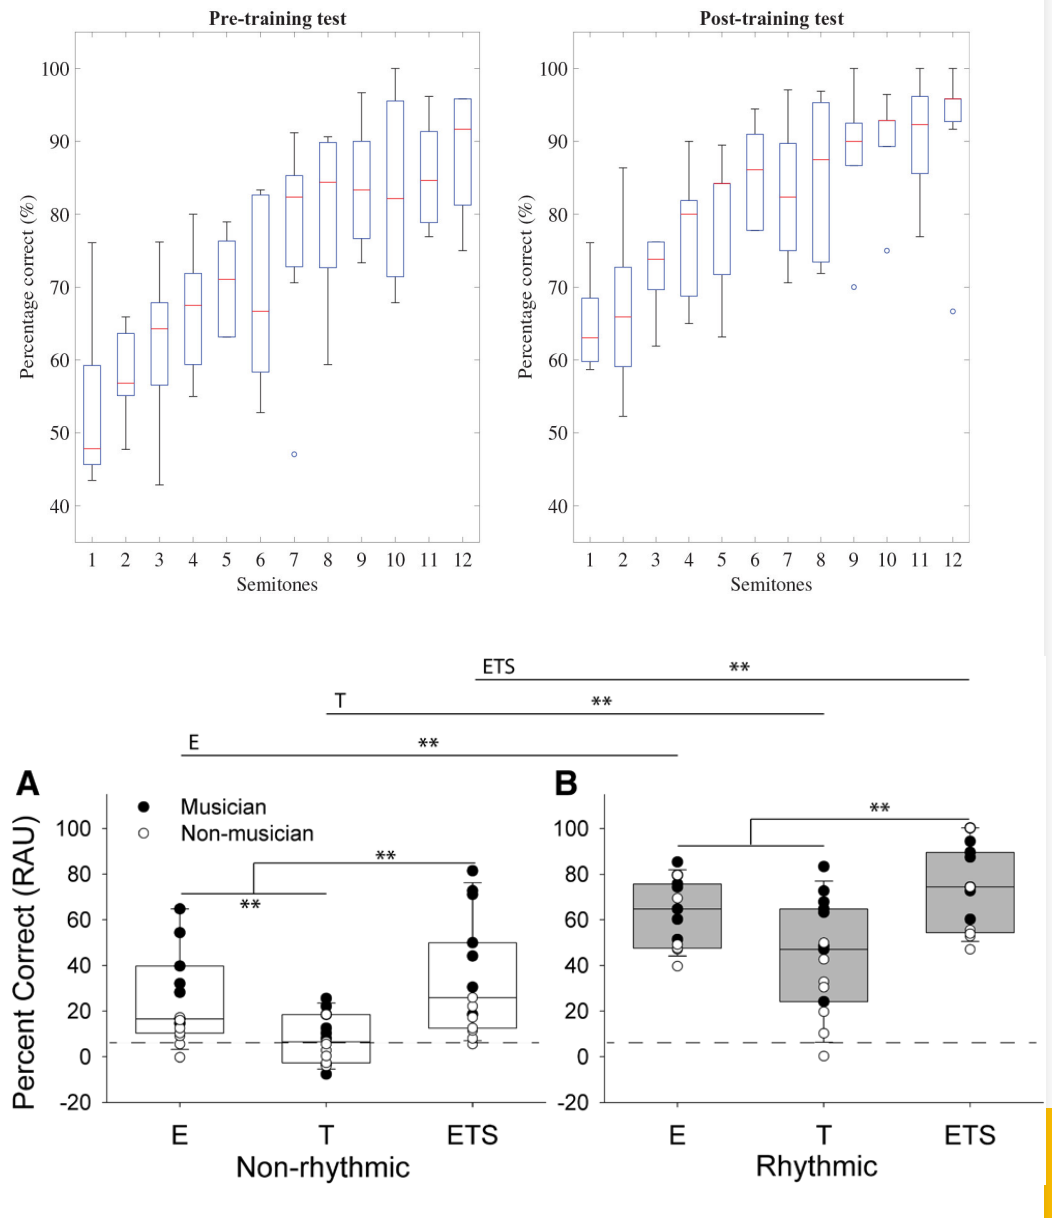 Pre-training test
Post-training test
100
90
80
70
60
50
40
Percentage correct (%)
1 2 3 4 5 6 7 8 9 10 11 12
Semitones
100
90
80
70
60
50
40
Percentage correct (%)
1 2 3 4 5 6 7 8 9 10 11 12
Semitones
ETS **
T **
E **
A
Musician
Non-musician
100
80
60
40
20
0
-20
Percent Correct (RAU)
**
**
E T ETS
Non-rhythmic
B
100
80
60
40
20
0
-20
**
E T ETS
Rhythmic